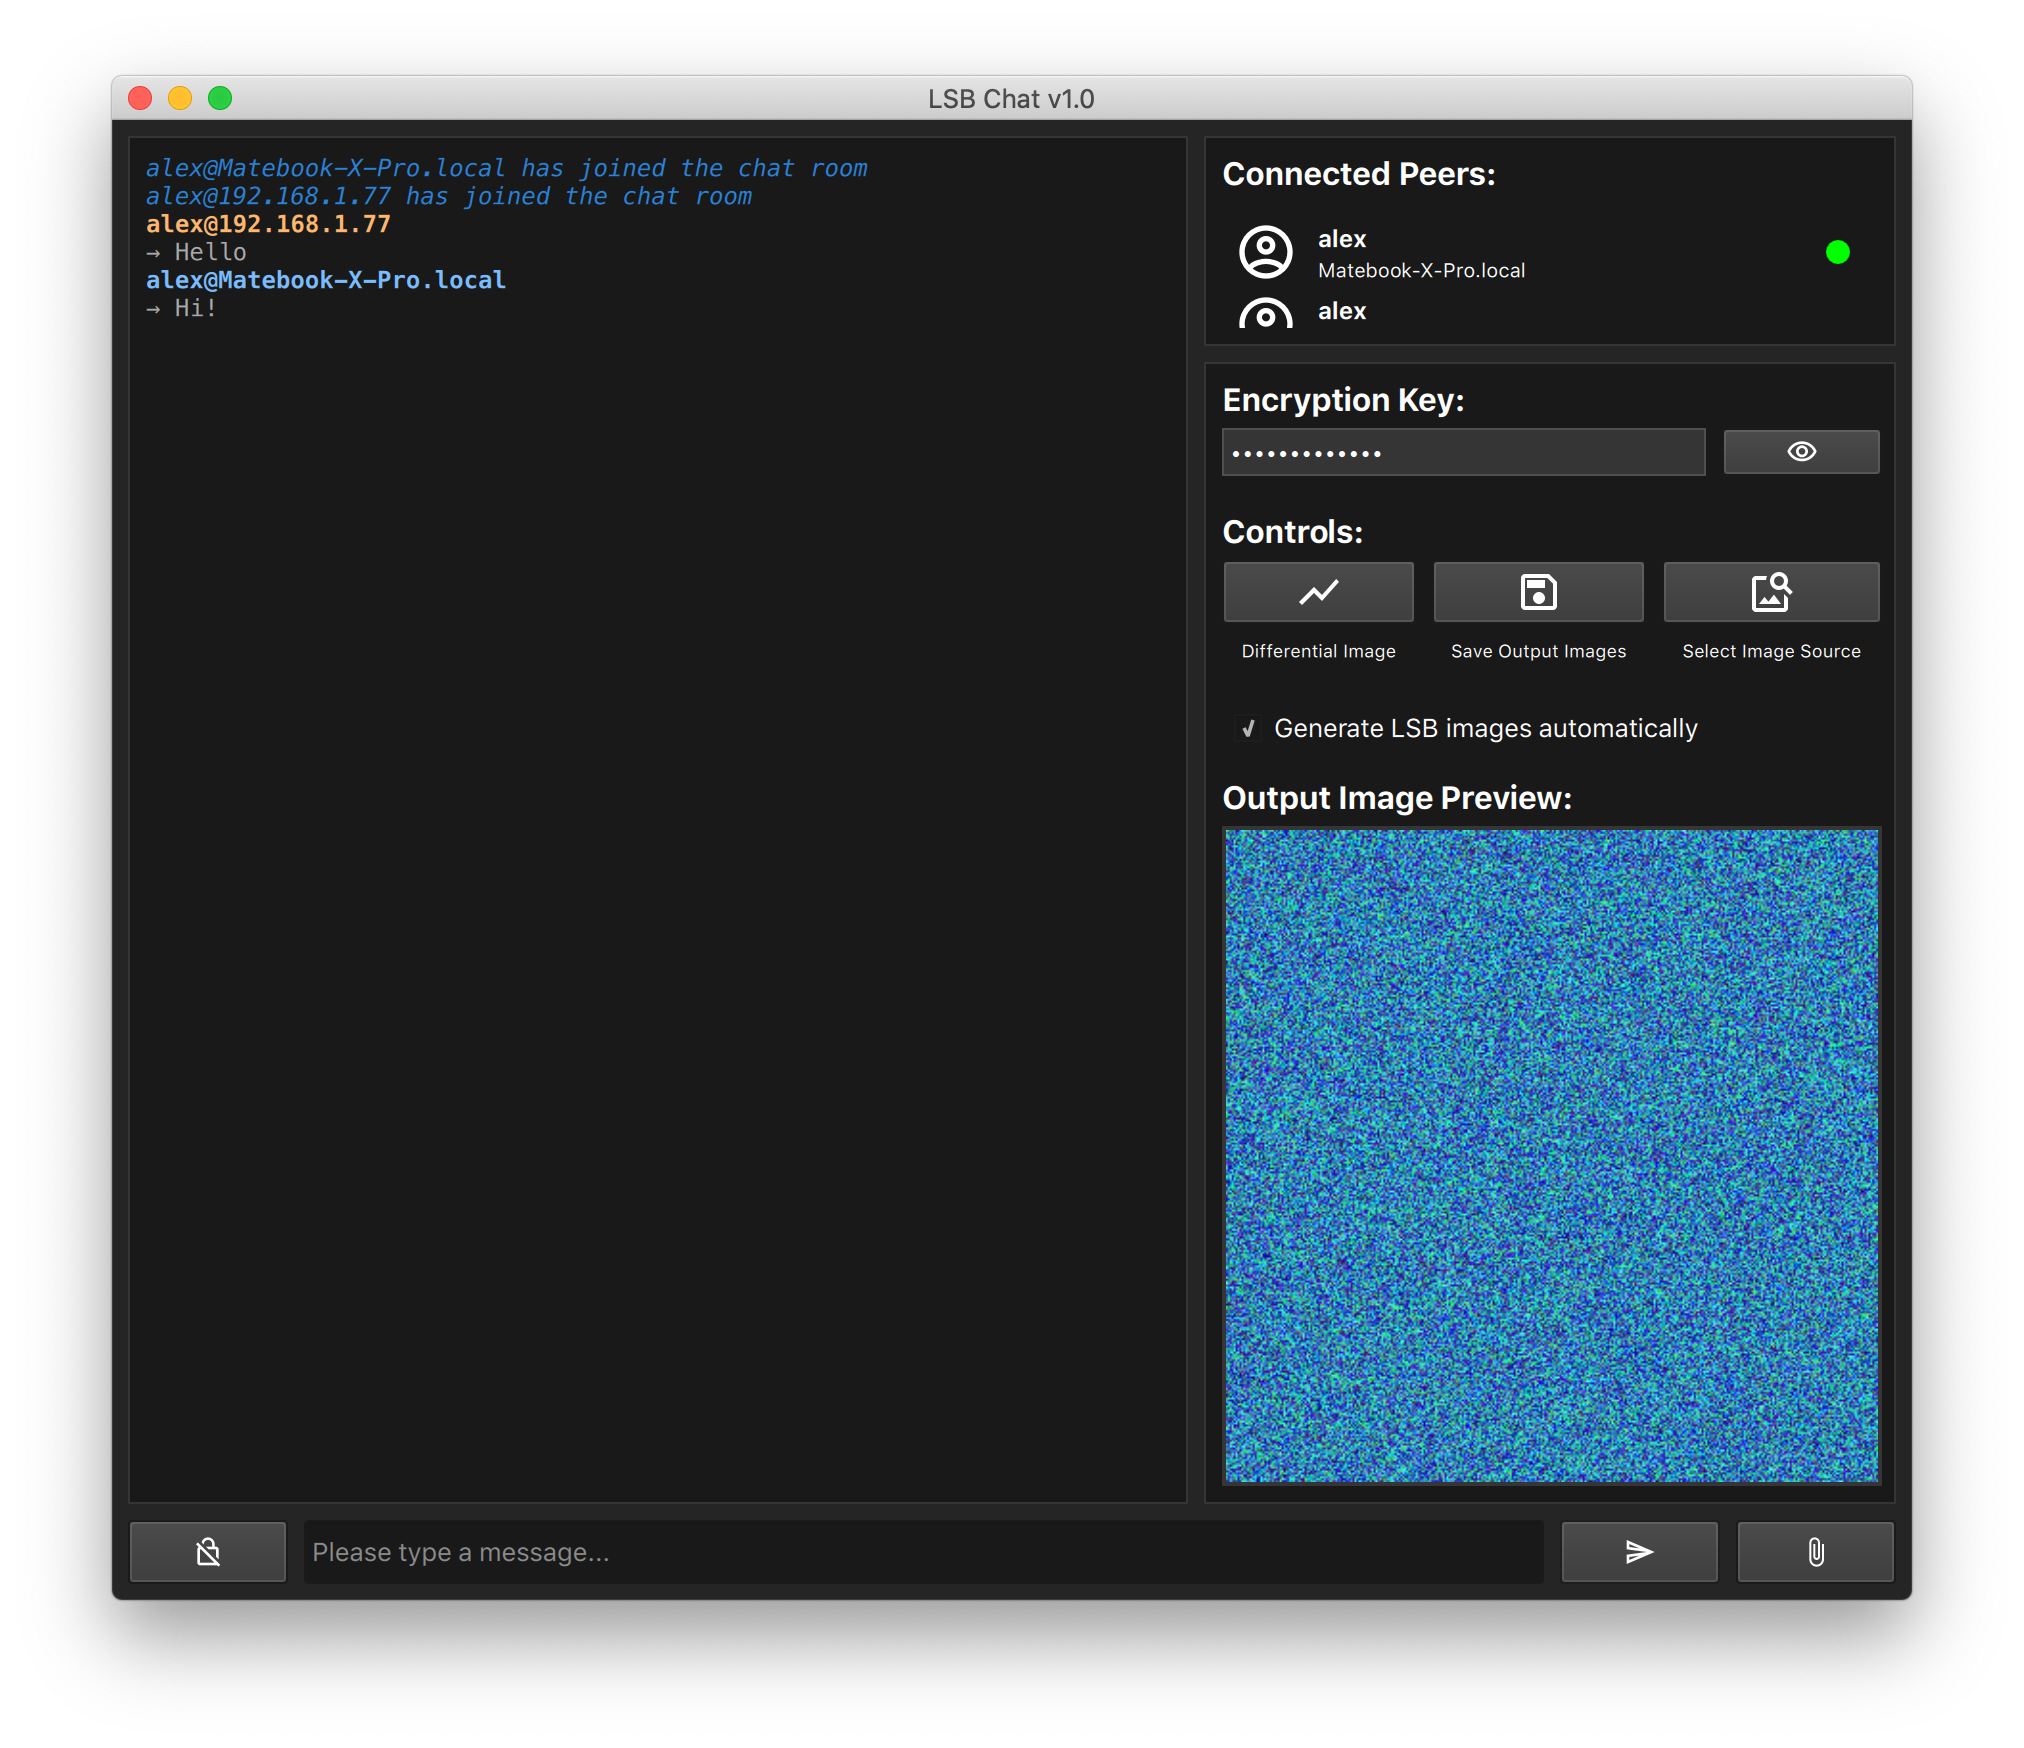 LSB Chat v1.0
alex@Matebook-X-Pro.local has joined the chat room
alex@192.168.1.77 has joined the chat room
alex@192.168.1.77
→ Hello
alex@Matebook-X-Pro.local
→ Hi!
Connected Peers:
alex
Matebook-X-Pro.local
alex
Encryption Key:
•••••••••••••
Controls:
Differential Image
Save Output Images
Select Image Source
Generate LSB images automatically
Output Image Preview:
Please type a message...